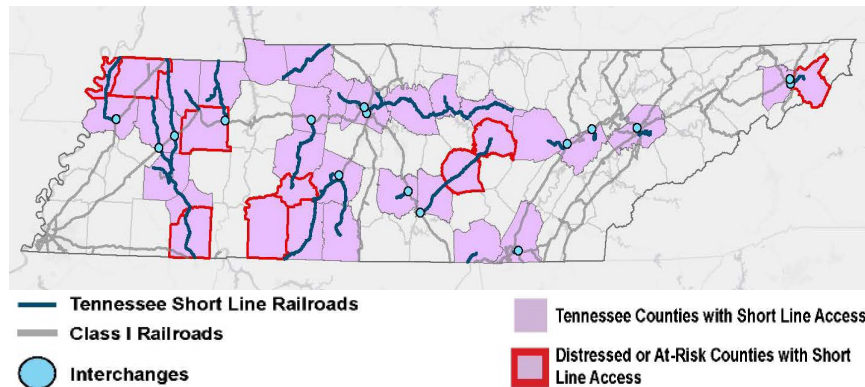 Tennessee Short Line Railroads
Class I Railroads
Interchanges
Tennessee Counties with Short Line Access
Distressed or At-Risk Counties with Short
Line Access